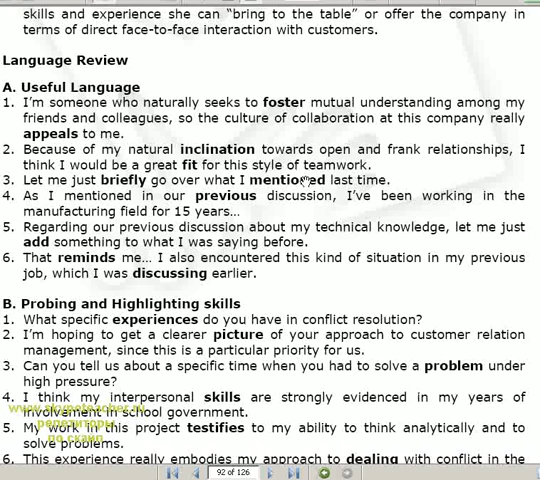 skills and experience she can “bring to the table” or offer the company in
terms of direct face-to-face interaction with customers.
Language Review
A. Useful Language
1. I’m someone who naturally seeks to foster mutual understanding among my
friends and colleagues, so the culture of collaboration at this company really
appeals to me.
2. Because of my natural inclination towards open and frank relationships, I
think I would be a great fit for this style of teamwork.
3. Let me just briefly go over what I mentioned last time.
4. As I mentioned in our previous discussion, I’ve been working in the
manufacturing field for 15 years…
5. Regarding our previous discussion about my technical knowledge, let me just
add something to what I was saying before.
6. That reminds me… I also encountered this kind of situation in my previous
job, which I was discussing earlier.
B. Probing and Highlighting skills
1. What specific experiences do you have in conflict resolution?
2. I’m hoping to get a clearer picture of your approach to customer relation
management, since this is a particular priority for us.
3. Can you tell us about a specific time when you had to solve a problem under
high pressure?
4. I think my interpersonal skills are strongly evidenced in my years of
involvement in school government.
5. My work in this project testifies to my ability to think analytically and to
solve problems.
6. This experience really embodies my approach to dealing with conflict in the
www.skypeteacher.ru
репетиторы
по скайп
92 of 126